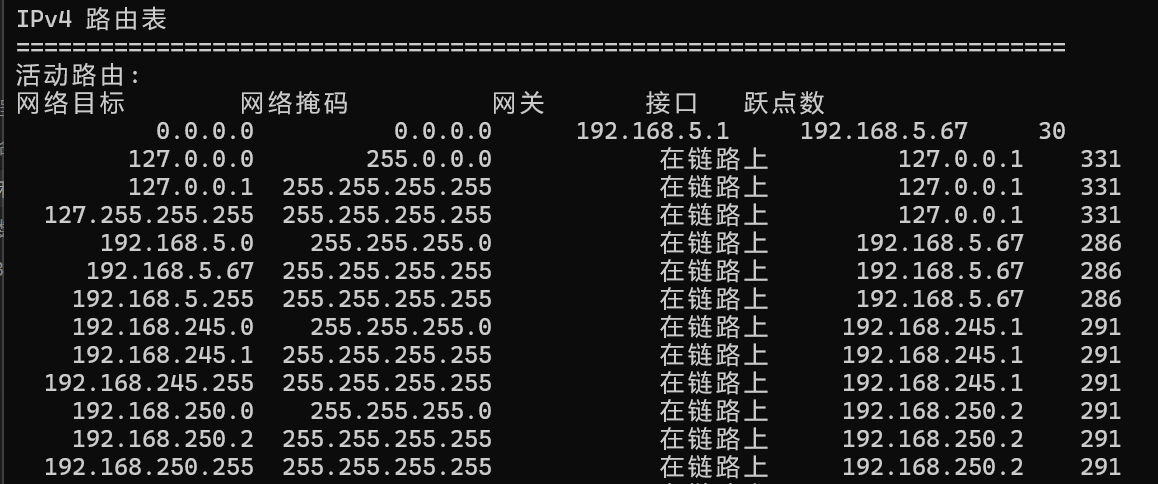 IPv4 路由表
===========================================================================
活动路由:
网络目标        网络掩码          网关       接口   跃点数
          0.0.0.0          0.0.0.0      192.168.5.1     192.168.5.67     30
        127.0.0.0        255.0.0.0            在链路上         127.0.0.1    331
        127.0.0.1  255.255.255.255            在链路上         127.0.0.1    331
  127.255.255.255  255.255.255.255            在链路上         127.0.0.1    331
      192.168.5.0    255.255.255.0            在链路上      192.168.5.67    286
     192.168.5.67  255.255.255.255            在链路上      192.168.5.67    286
    192.168.5.255  255.255.255.255            在链路上      192.168.5.67    286
    192.168.245.0    255.255.255.0            在链路上     192.168.245.1    291
    192.168.245.1  255.255.255.255            在链路上     192.168.245.1    291
  192.168.245.255  255.255.255.255            在链路上     192.168.245.1    291
    192.168.250.0    255.255.255.0            在链路上     192.168.250.2    291
    192.168.250.2  255.255.255.255            在链路上     192.168.250.2    291
  192.168.250.255  255.255.255.255            在链路上     192.168.250.2    291